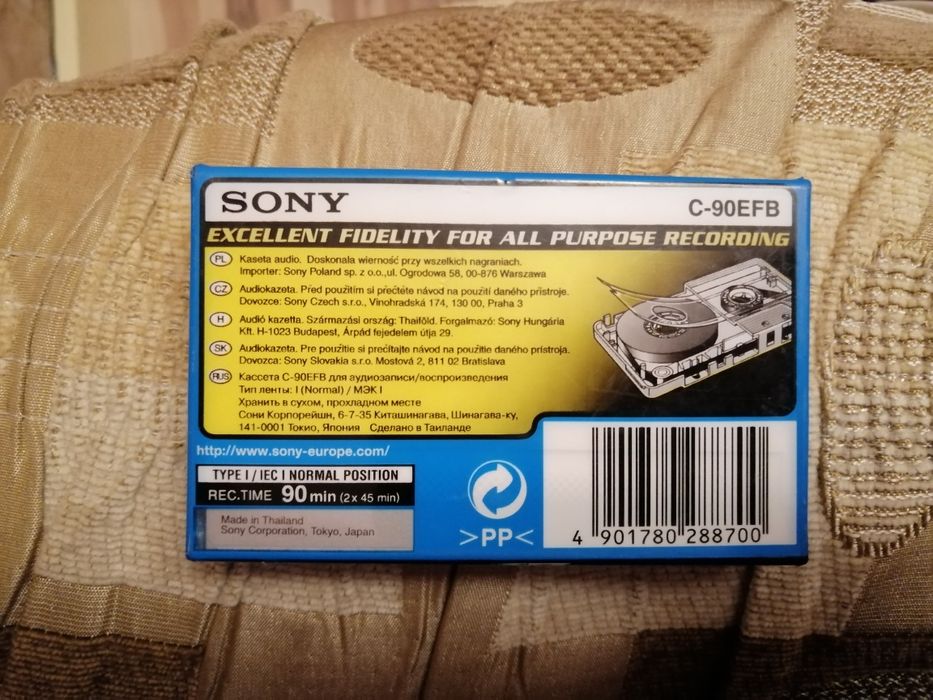 SONY
C-90EFB
EXCELLENT FIDELITY FOR ALL PURPOSE RECORDING
PL Kaseta audio. Doskonala wierność przy wszelkich nagraniach.
Importer: Sony Poland sp. z o.o.,ul. Ogrodowa 58, 00-876 Warszawa
CZ Audiokazeta. Před použitím si přečtěte návod na použití daného přístroje.
Dovozce: Sony Czech s.r.o., Vinohradská 174, 130 00, Praha 3
H Audió kazetta. Származási ország: Thaiföld. Forgalmazó: Sony Hungária
Kft. H-1023 Budapest, Árpád fejedelem útja 29.
SK Audiokazeta. Pre použitie si prečítajte návod na použitie daného prístroja.
Dovozca: Sony Slovakia s.r.o. Mostová 2, 811 02 Bratislava
RUS Кассета C-90EFB для аудиозаписи/воспроизведения
Тип ленты: I (Normal) / МЭК I
Хранить в сухом, прохладном месте
Сони Корпорейшн, 6-7-35 Киташинагава, Шинагава-ку,
141-0001 Токио, Япония Сделано в Таиланде
http://www.sony-europe.com/
TYPE I / IEC I NORMAL POSITION
REC.TIME 90 min (2 x 45 min)
Made in Thailand
Sony Corporation, Tokyo, Japan
>PP<
4 901780 288700